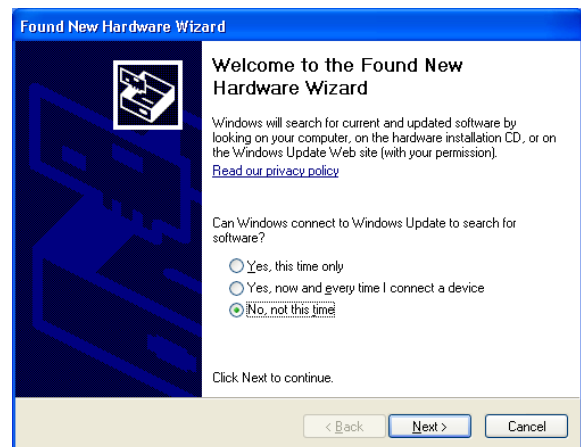 Found New Hardware Wizard
Welcome to the Found New
Hardware Wizard
Windows will search for current and updated software by
looking on your computer, on the hardware installation CD, or on
the Windows Update Web site (with your permission).
Read our privacy policy
Can Windows connect to Windows Update to search for
software?
Yes, this time only
Yes, now and every time I connect a device
No, not this time
Click Next to continue.
< Back Next > Cancel